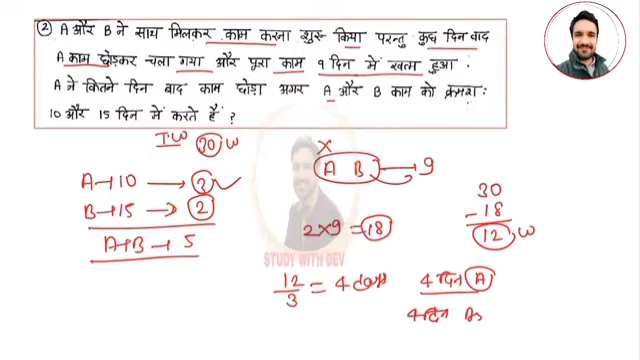 ② A और B ने साथ मिलकर काम करना शुरू किया परन्तु कुद दिन बाद
A काम छोड़कर चला गया और पूरा काम 9 दिन में खत्म हुआ।
A ने कितने दिन बाद काम छोड़ा अगर A और B काम को क्रमशः
10 और 15 दिन में करते हैं ?
T.W 30 W
A→10 → 3
B→15 → 2
A+B → 5
X
A B → 9
2×9 = 18
30
-18
12 W
12/3 = 4 days
4 दिन A
4 दिन
STUDY WITH DEV